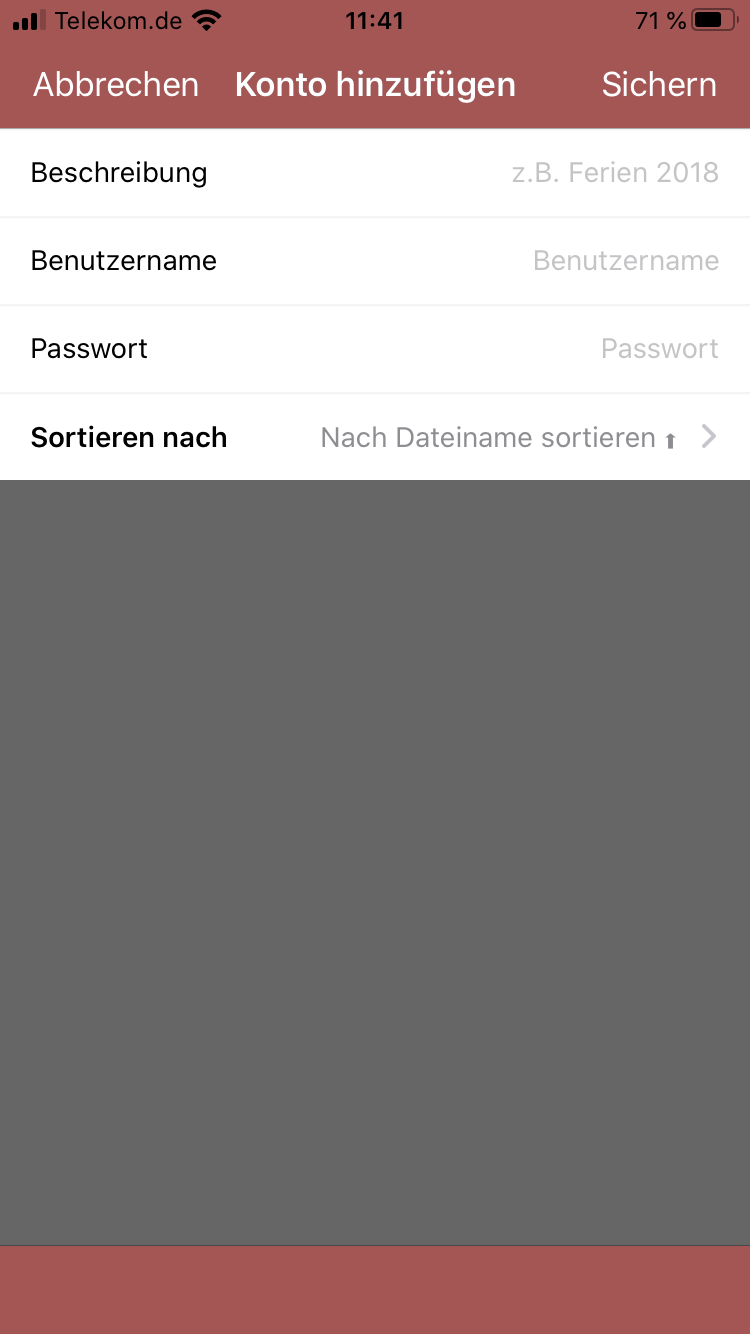 Telekom.de 11:41 71 %
Abbrechen Konto hinzufügen Sichern
Beschreibung z.B. Ferien 2018
Benutzername Benutzername
Passwort Passwort
Sortieren nach Nach Dateiname sortieren ⬆